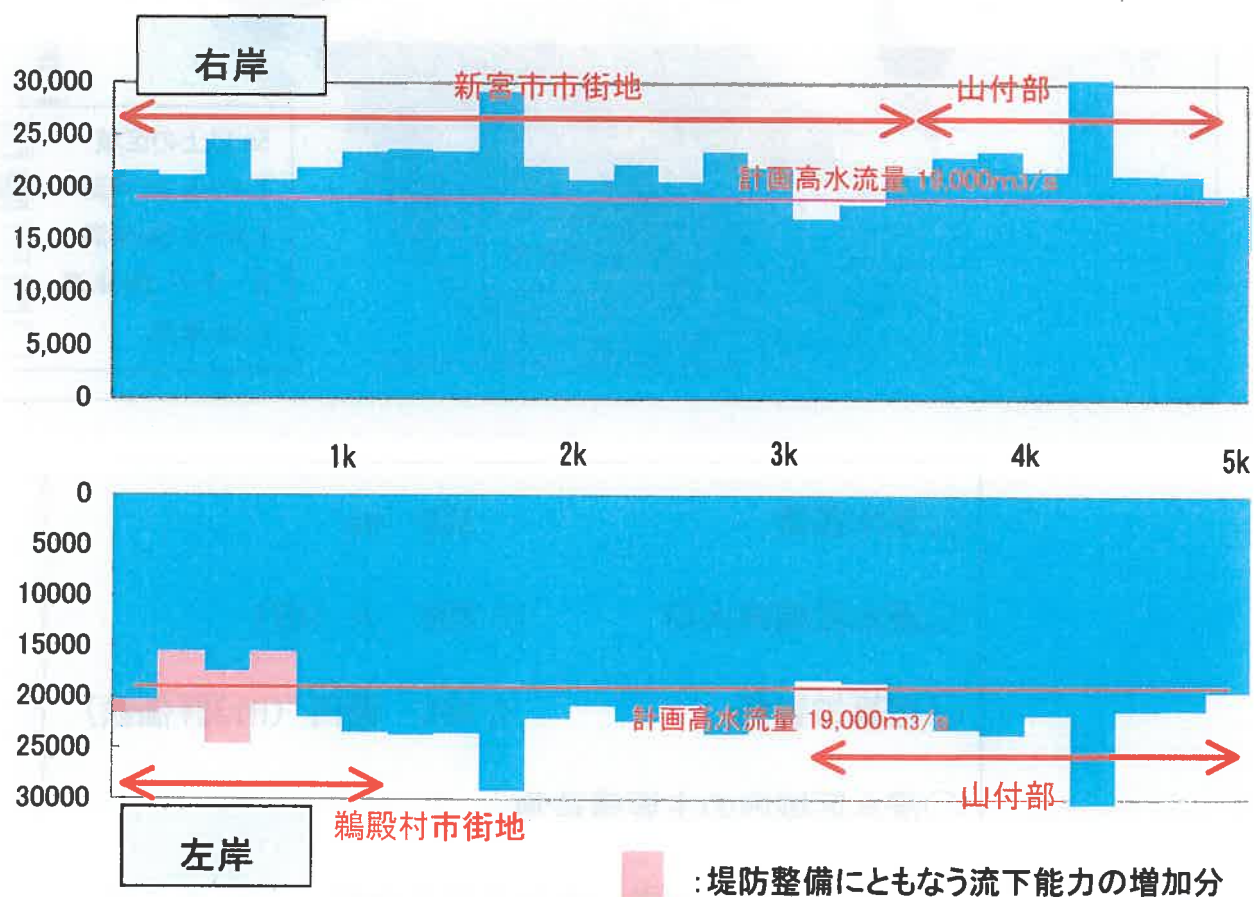 右岸
30,000
25,000
20,000
15,000
10,000
5,000
0
新宮市市街地
山付部
計画高水流量 19,000m3/s
1k
2k
3k
4k
5k
0
5000
10000
15000
20000
25000
30000
計画高水流量 19,000m3/s
山付部
鵜殿村市街地
左岸
:堤防整備にともなう流下能力の増加分